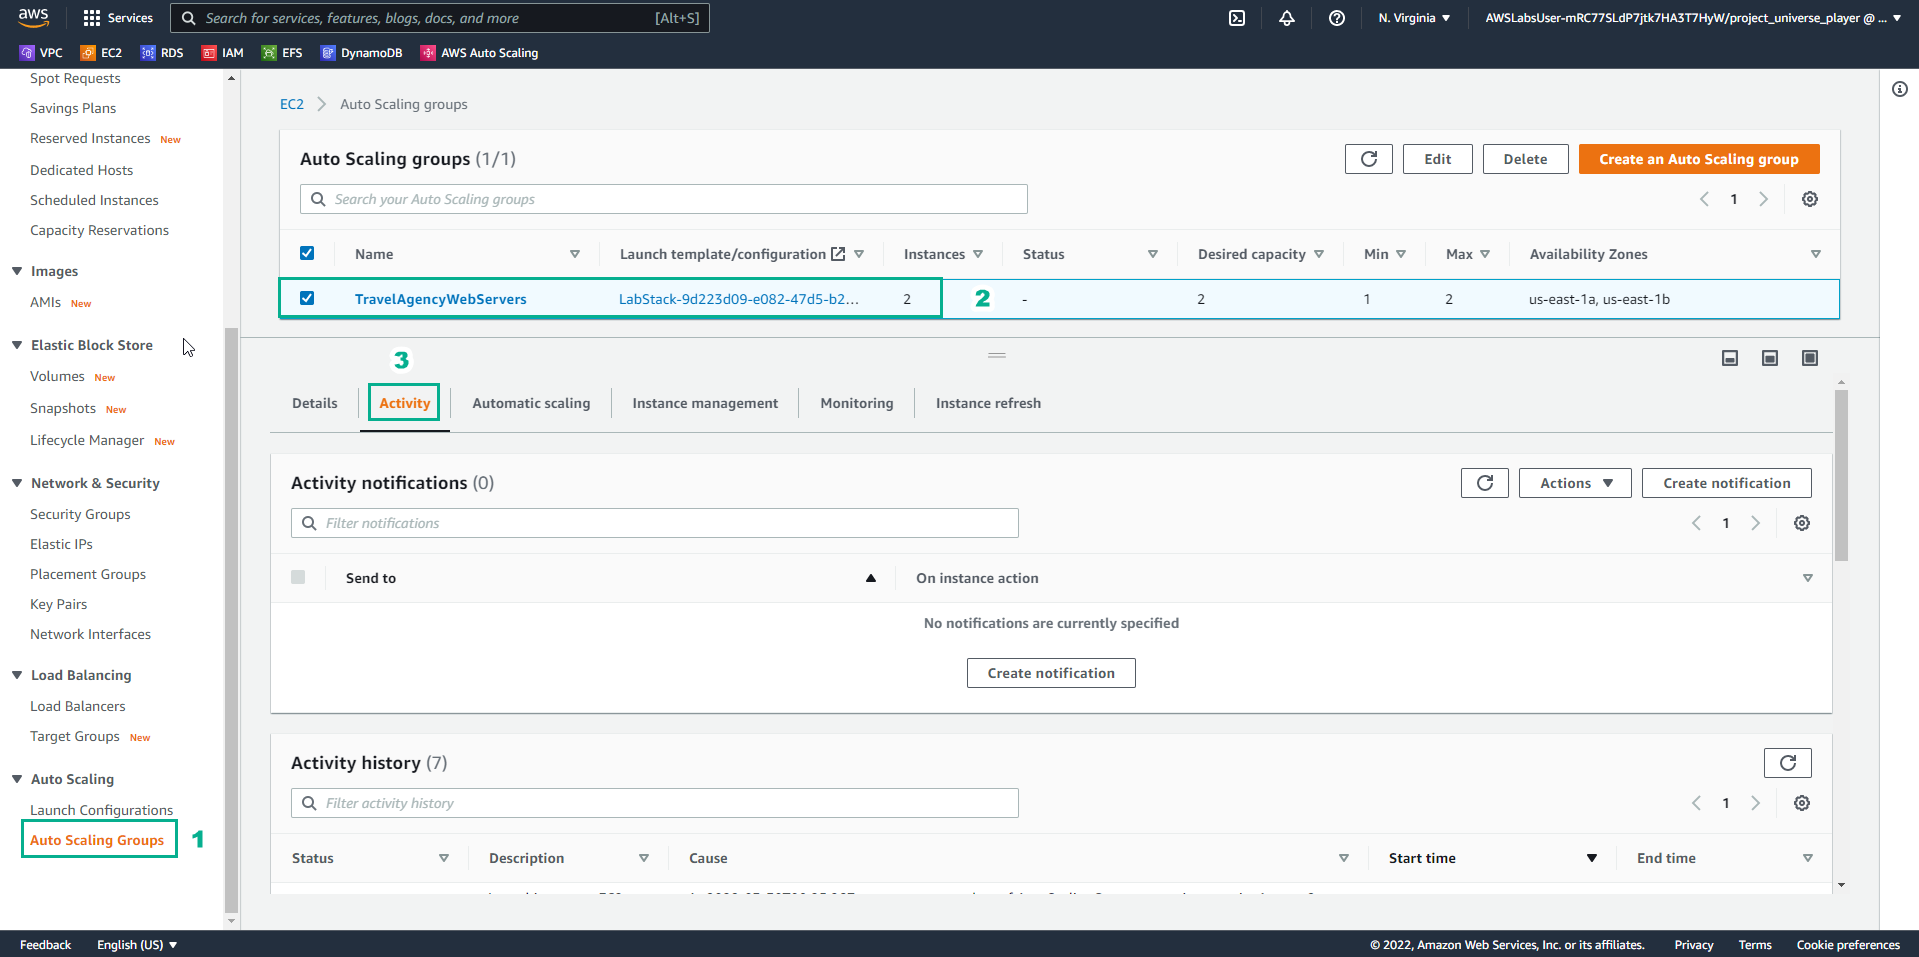 aws
Services
Search for services, features, blogs, docs, and more
[Alt+S]
N. Virginia
AWSLabsUser-mRC77SLdP7jtk7HA3T7HyW/project_universe_player @ ...
VPC
EC2
RDS
IAM
EFS
DynamoDB
AWS Auto Scaling
Spot Requests
Savings Plans
Reserved Instances New
Dedicated Hosts
Scheduled Instances
Capacity Reservations
Images
AMIs New
Elastic Block Store
Volumes New
Snapshots New
Lifecycle Manager New
Network & Security
Security Groups
Elastic IPs
Placement Groups
Key Pairs
Network Interfaces
Load Balancing
Load Balancers
Target Groups New
Auto Scaling
Launch Configurations
Auto Scaling Groups
1
EC2
Auto Scaling groups
Auto Scaling groups (1/1)
Edit
Delete
Create an Auto Scaling group
Search your Auto Scaling groups
1
Name
Launch template/configuration
Instances
Status
Desired capacity
Min
Max
Availability Zones
TravelAgencyWebServers
LabStack-9d223d09-e082-47d5-b2...
2
2
-
2
1
2
us-east-1a, us-east-1b
3
Details
Activity
Automatic scaling
Instance management
Monitoring
Instance refresh
Activity notifications (0)
Actions
Create notification
Filter notifications
1
Send to
On instance action
No notifications are currently specified
Create notification
Activity history (7)
Filter activity history
1
Status
Description
Cause
Start time
End time
Feedback
English (US)
© 2022, Amazon Web Services, Inc. or its affiliates.
Privacy
Terms
Cookie preferences